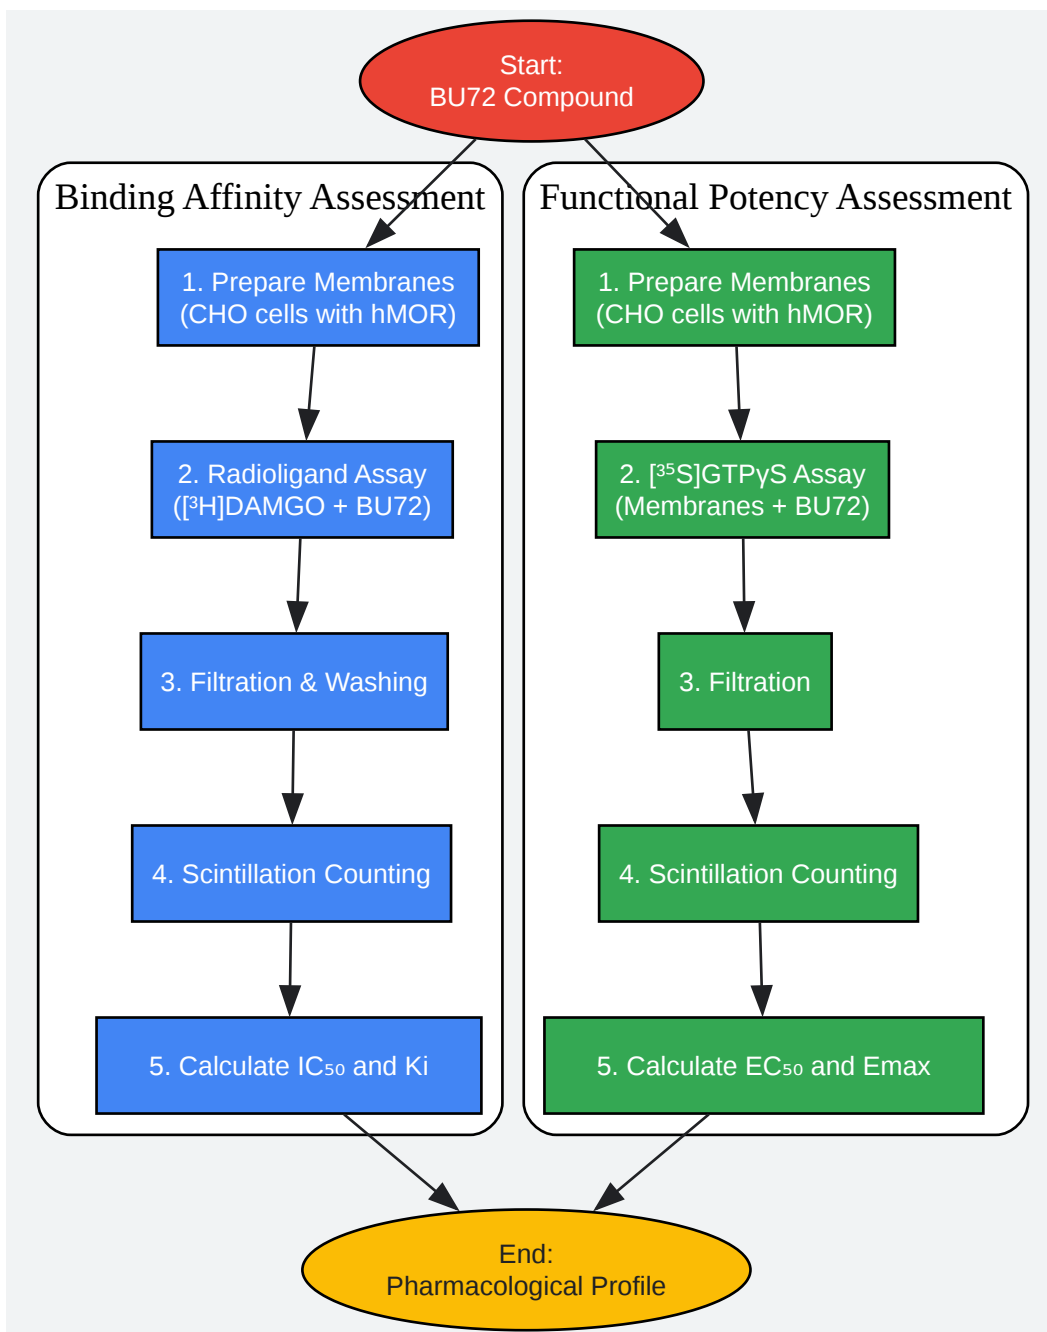 Start:
BU72 Compound
Binding Affinity Assessment
1. Prepare Membranes
(CHO cells with hMOR)
2. Radioligand Assay
([³H]DAMGO + BU72)
3. Filtration & Washing
4. Scintillation Counting
5. Calculate IC₅₀ and Ki
Functional Potency Assessment
1. Prepare Membranes
(CHO cells with hMOR)
2. [³⁵S]GTPγS Assay
(Membranes + BU72)
3. Filtration
4. Scintillation Counting
5. Calculate EC₅₀ and Emax
End:
Pharmacological Profile